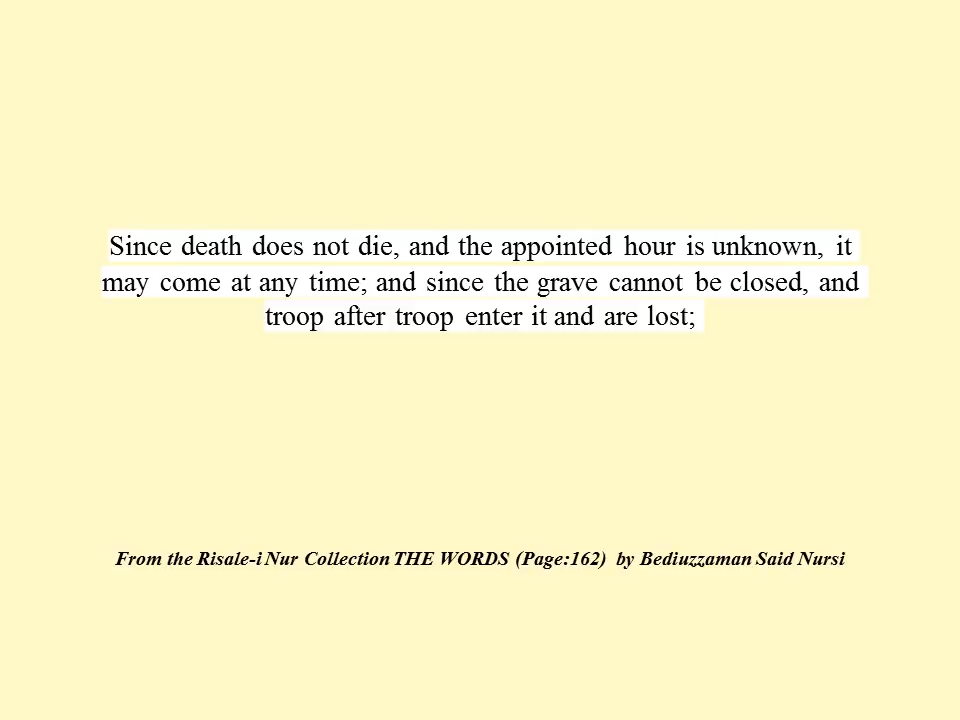 Since death does not die, and the appointed hour is unknown, it
may come at any time; and since the grave cannot be closed, and
troop after troop enter it and are lost;
From the Risale-i Nur Collection THE WORDS (Page:162) by Bediuzzaman Said Nursi